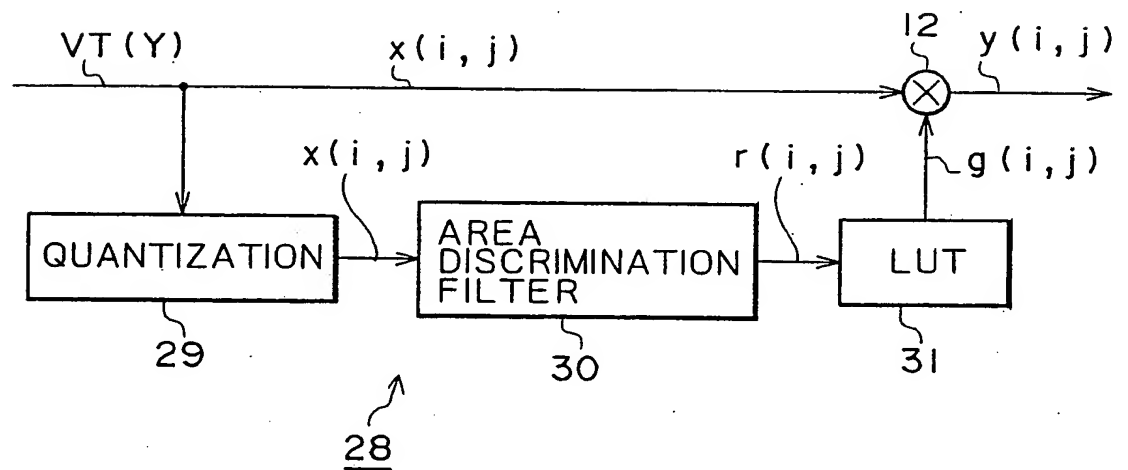 VT(Y)
x(i,j)
12
y(i,j)
x(i,j)
r(i,j)
g(i,j)
QUANTIZATION
AREA
DISCRIMINATION
FILTER
LUT
29
30
31
28